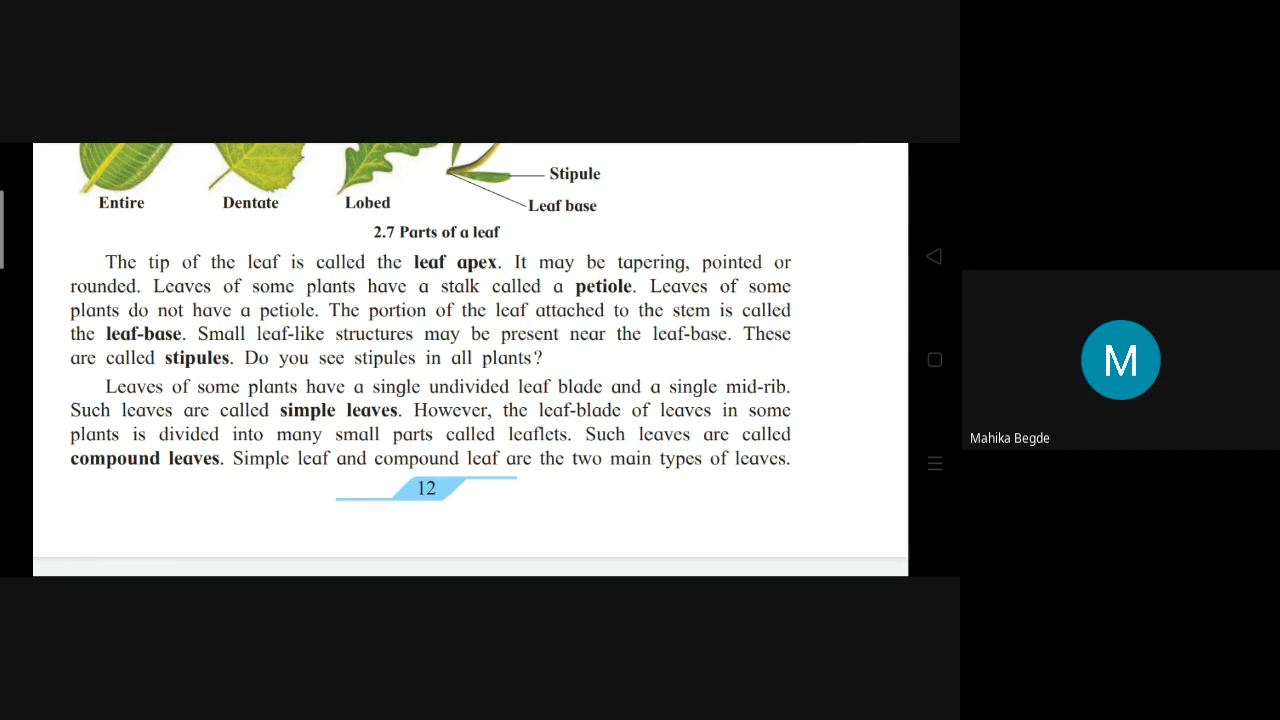 Stipule
Entire Dentate Lobed Leaf base
2.7 Parts of a leaf
The tip of the leaf is called the leaf apex. It may be tapering, pointed or
rounded. Leaves of some plants have a stalk called a petiole. Leaves of some
plants do not have a petiole. The portion of the leaf attached to the stem is called
the leaf-base. Small leaf-like structures may be present near the leaf-base. These
are called stipules. Do you see stipules in all plants?
Leaves of some plants have a single undivided leaf blade and a single mid-rib.
Such leaves are called simple leaves. However, the leaf-blade of leaves in some
plants is divided into many small parts called leaflets. Such leaves are called
compound leaves. Simple leaf and compound leaf are the two main types of leaves.
12
M
Mahika Begde